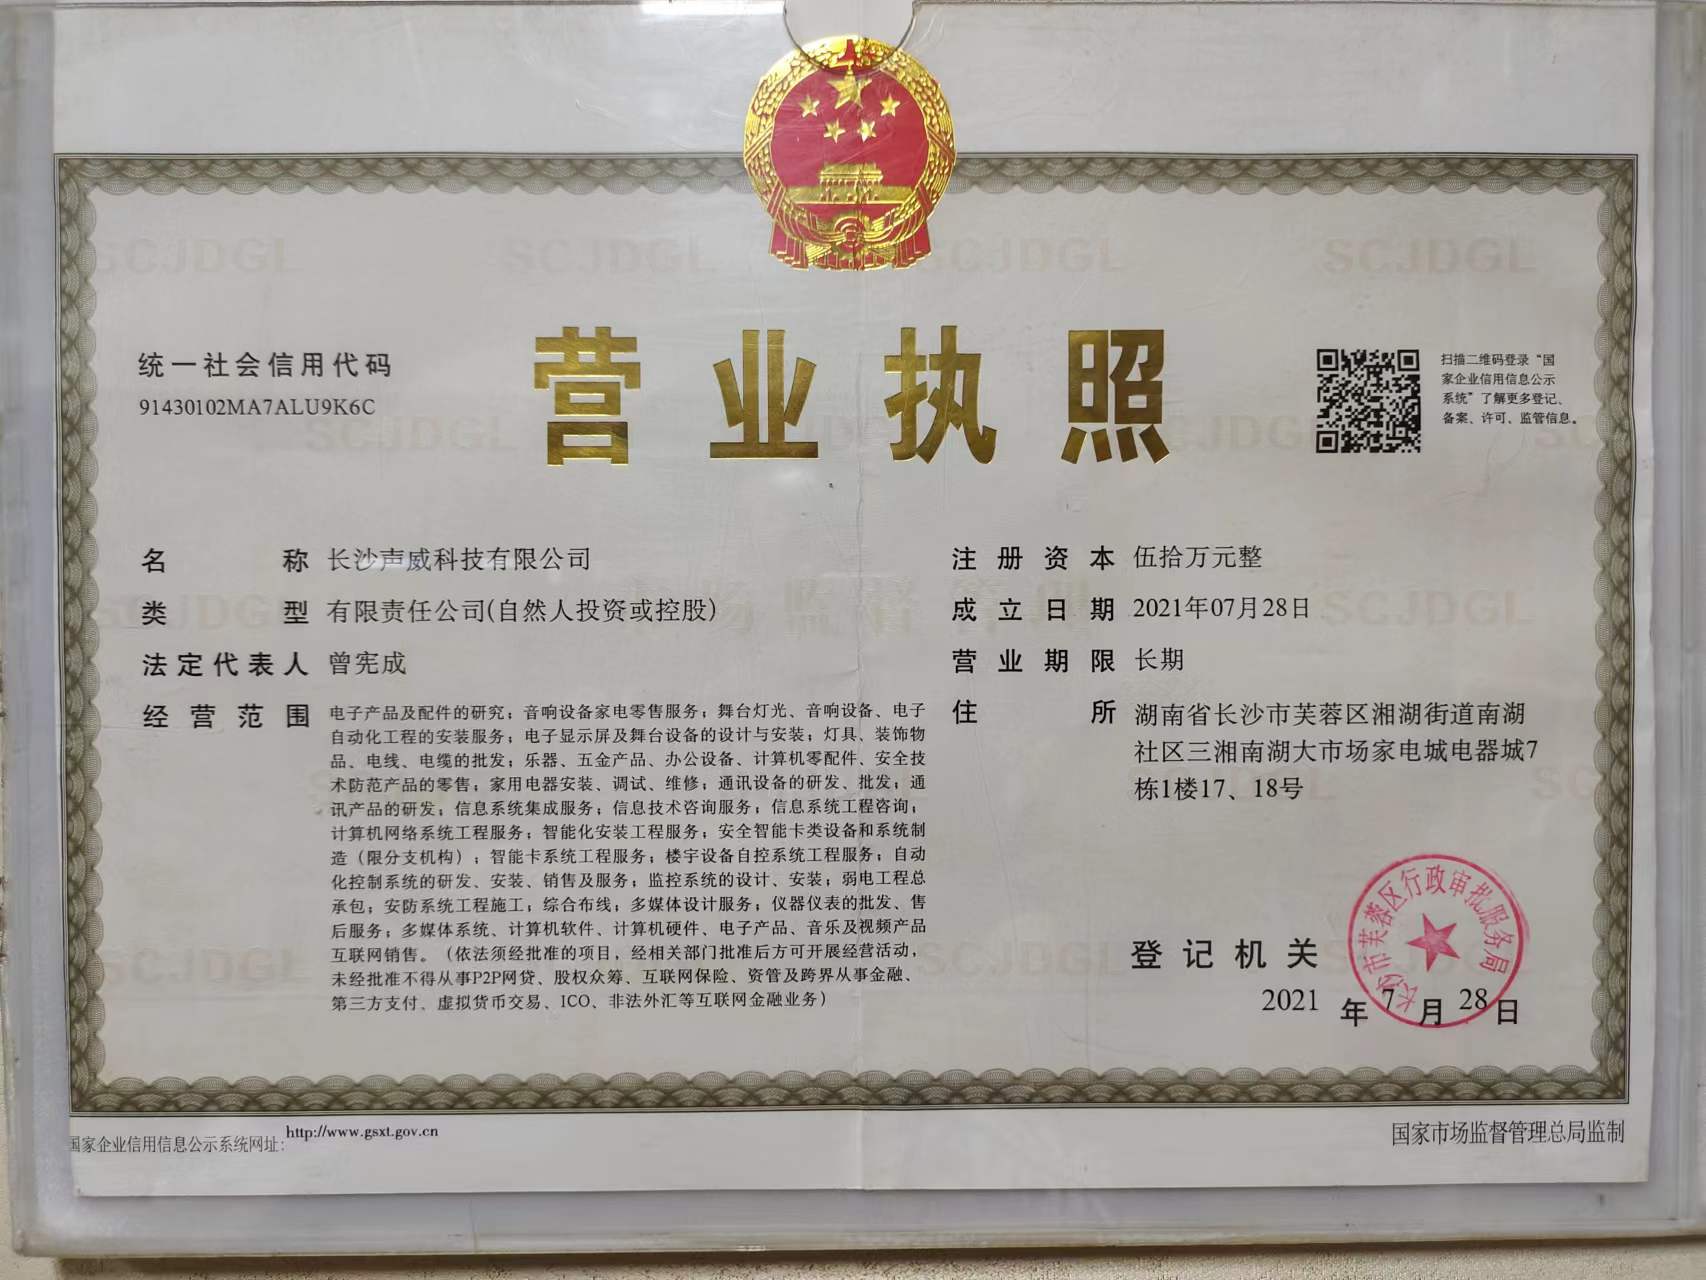 营业执照
统一社会信用代码
91430102MA7ALU9K6C
扫描二维码登录“国
家企业信用信息公示
系统”了解更多登记、
备案、许可、监管信息。
名称 长沙声威科技有限公司
类型 有限责任公司(自然人投资或控股)
法定代表人 曾宪成
经营范围 电子产品及配件的研究；音响设备家电零售服务；舞台灯光、音响设备、电子
自动化工程的安装服务；电子显示屏及舞台设备的设计与安装；灯具、装饰物
品、电线、电缆的批发；乐器、五金产品、办公设备、计算机零配件、安全技
术防范产品的零售；家用电器安装、调试、维修；通讯设备的研发、批发；通
讯产品的研发；信息系统集成服务；信息技术咨询服务；信息系统工程咨询；
计算机网络系统工程服务；智能化安装工程服务；安全智能卡类设备和系统制
造（限分支机构）；智能卡系统工程服务；楼宇设备自控系统工程服务；自动
化控制系统的研发、安装、销售及服务；监控系统的设计、安装；弱电工程总
承包；安防系统工程施工；综合布线；多媒体设计服务；仪器仪表的批发、售
后服务；多媒体系统、计算机软件、计算机硬件、电子产品、音乐及视频产品
互联网销售。（依法须经批准的项目，经相关部门批准后方可开展经营活动，
未经批准不得从事P2P网贷、股权众筹、互联网保险、资管及跨界从事金融、
第三方支付、虚拟货币交易、ICO、非法外汇等互联网金融业务）
注册资本 伍拾万元整
成立日期 2021年07月28日
营业期限 长期
住所 湖南省长沙市芙蓉区湘湖街道南湖
社区三湘南湖大市场家电城电器城7
栋1楼17、18号
登记机关
长沙市芙蓉区行政审批服务局
2021 年 7 月 28 日
国家企业信用信息公示系统网址：http://www.gsxt.gov.cn
国家市场监督管理总局监制